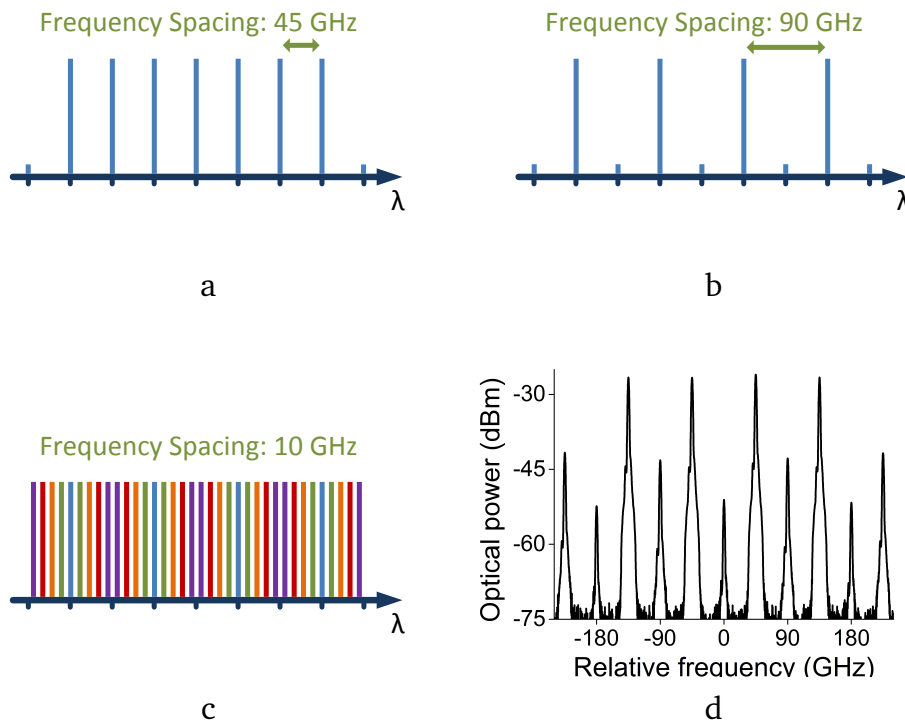 Frequency Spacing: 45 GHz
λ
a
Frequency Spacing: 90 GHz
λ
b
Frequency Spacing: 10 GHz
λ
c
Optical power (dBm)
-30
-45
-60
-75
-180 -90 0 90 180
Relative frequency (GHz)
d